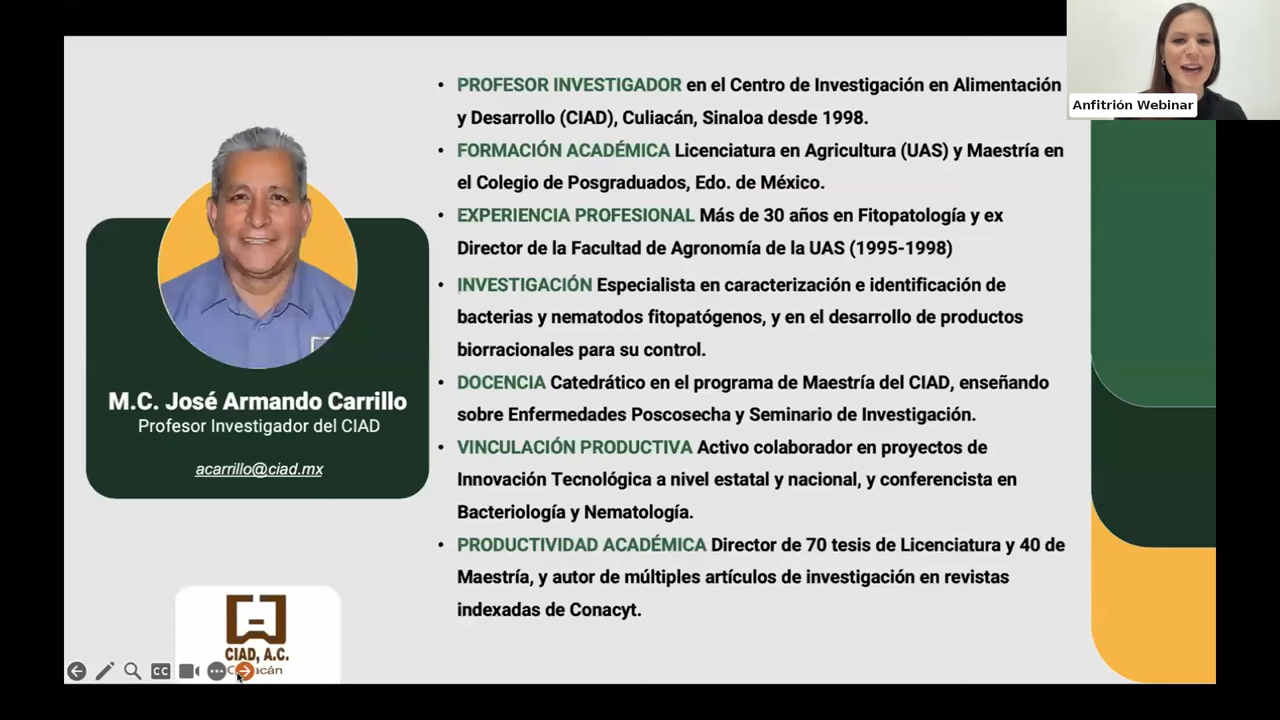 Anfitrión Webinar
• PROFESOR INVESTIGADOR en el Centro de Investigación en Alimentación
y Desarrollo (CIAD), Culiacán, Sinaloa desde 1998.
• FORMACIÓN ACADÉMICA Licenciatura en Agricultura (UAS) y Maestría en
el Colegio de Posgraduados, Edo. de México.
• EXPERIENCIA PROFESIONAL Más de 30 años en Fitopatología y ex
Director de la Facultad de Agronomía de la UAS (1995-1998)
• INVESTIGACIÓN Especialista en caracterización e identificación de
bacterias y nematodos fitopatógenos, y en el desarrollo de productos
biorracionales para su control.
• DOCENCIA Catedrático en el programa de Maestría del CIAD, enseñando
sobre Enfermedades Poscosecha y Seminario de Investigación.
• VINCULACIÓN PRODUCTIVA Activo colaborador en proyectos de
Innovación Tecnológica a nivel estatal y nacional, y conferencista en
Bacteriología y Nematología.
• PRODUCTIVIDAD ACADÉMICA Director de 70 tesis de Licenciatura y 40 de
Maestría, y autor de múltiples artículos de investigación en revistas
indexadas de Conacyt.
M.C. José Armando Carrillo
Profesor Investigador del CIAD
acarrillo@ciad.mx
CIAD, A.C.
CC